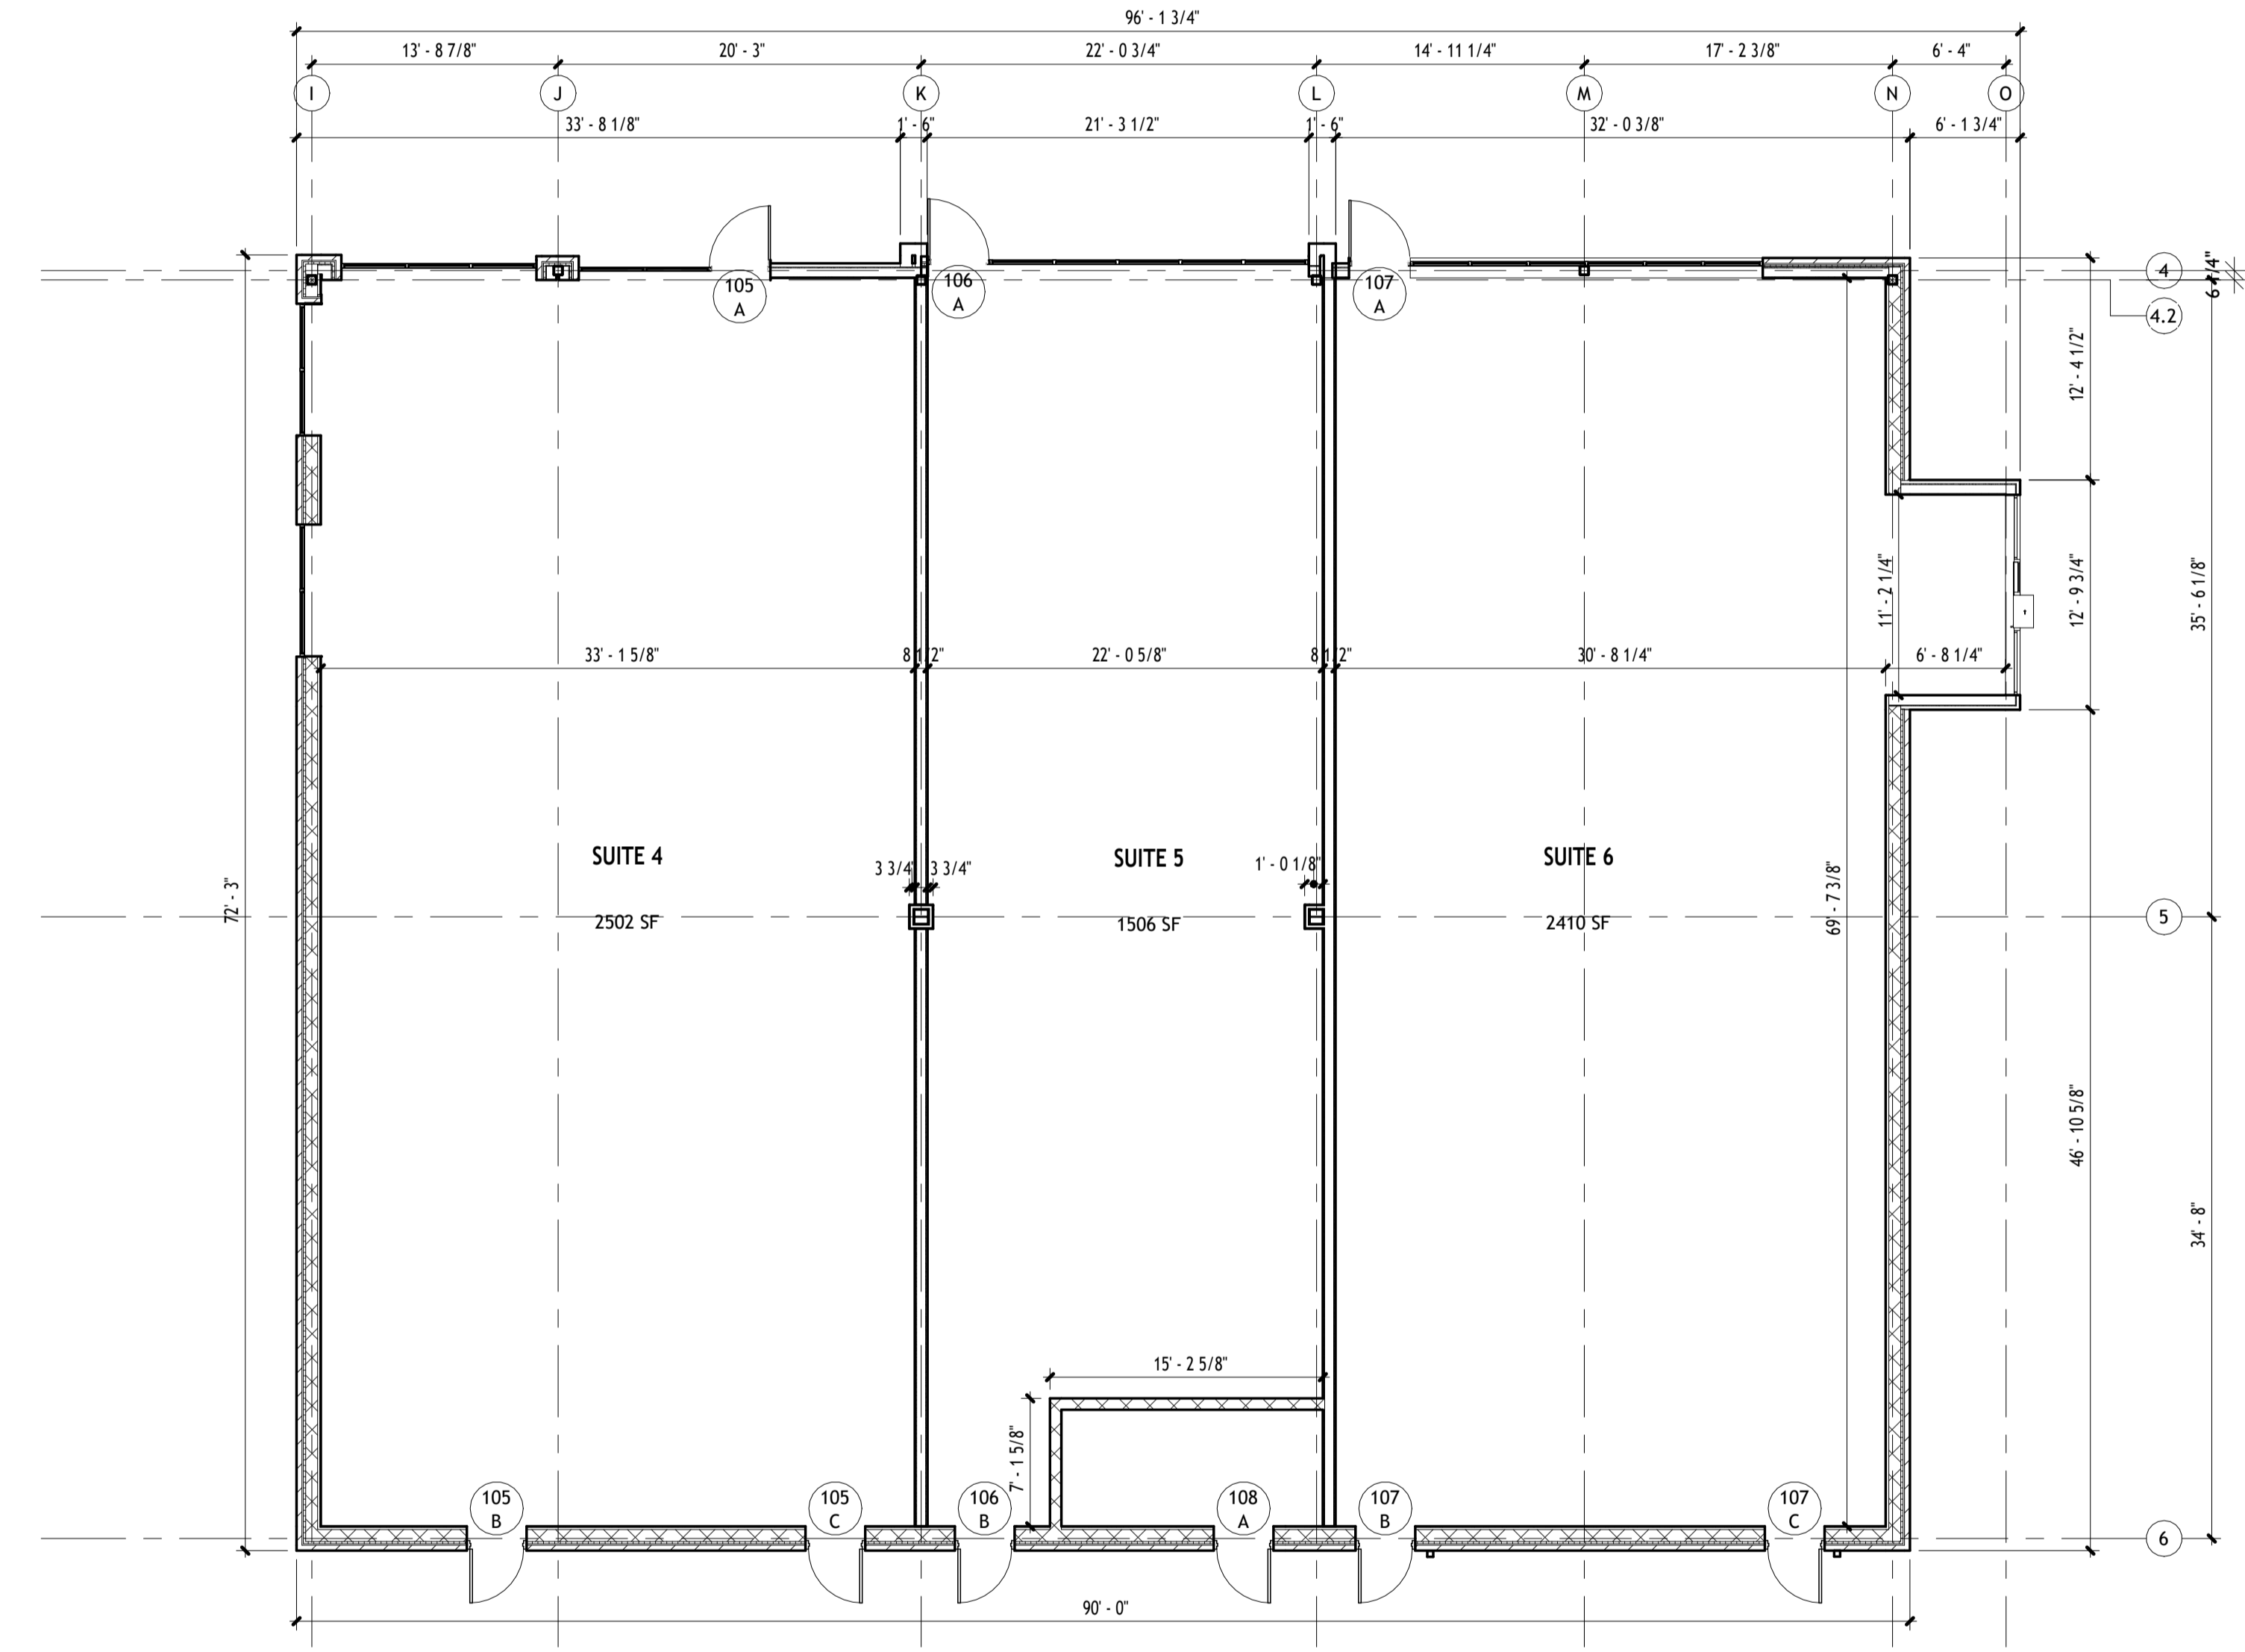 96' - 1 3/4"
13' - 8 7/8" 20' - 3" 22' - 0 3/4" 14' - 11 1/4" 17' - 2 3/8" 6' - 4"
I J K L M N O
33' - 8 1/8" 1' - 6" 21' - 3 1/2" 1' - 6" 32' - 0 3/8" 6' - 1 3/4"
4
6 1/4"
105
A
106
A
107
A
4.2
12' - 4 1/2"
11' - 2 1/4"
12' - 9 3/4"
35' - 6 1/8"
33' - 1 5/8" 8 1/2" 22' - 0 5/8" 8 1/2" 30' - 8 1/4" 6' - 8 1/4"
SUITE 4 SUITE 5 SUITE 6
3 3/4" 3 3/4" 1' - 0 1/8"
72' - 3"
69' - 7 3/8"
2502 SF 1506 SF 2410 SF
5
46' - 10 5/8"
34' - 8"
15' - 2 5/8"
7' - 1 5/8"
105
B
105
C
106
B
108
A
107
B
107
C
6
90' - 0"